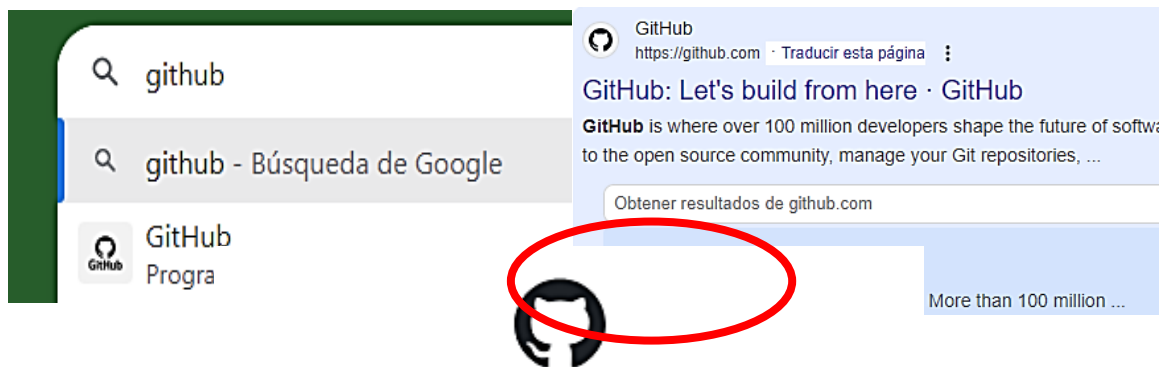 github
github - Búsqueda de Google
GitHub
Progra
GitHub
GitHub
https://github.com · Traducir esta página
GitHub: Let's build from here · GitHub
GitHub is where over 100 million developers shape the future of softwa
to the open source community, manage your Git repositories, ...
Obtener resultados de github.com
More than 100 million ...